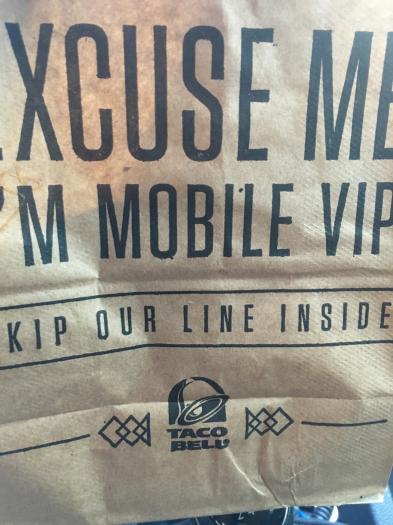 XCUSE ME
'M MOBILE VIP
KIP OUR LINE INSIDE
TACO
BELL®